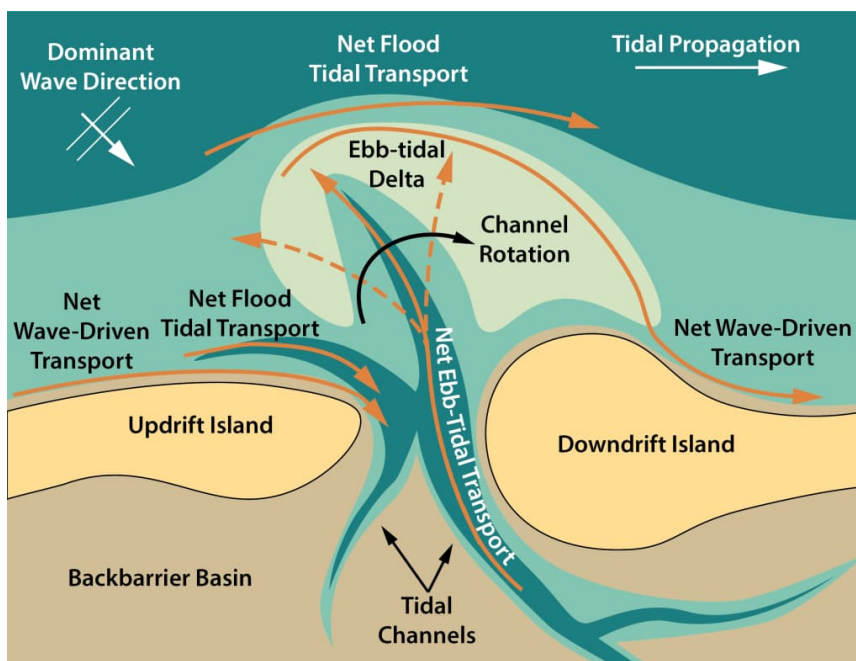 Dominant
Wave Direction
Net Flood
Tidal Transport
Tidal Propagation
Ebb-tidal
Delta
Channel
Rotation
Net
Wave-Driven
Transport
Net Flood
Tidal Transport
Net Ebb-Tidal Transport
Net Wave-Driven
Transport
Updrift Island
Downdrift Island
Backbarrier Basin
Tidal
Channels